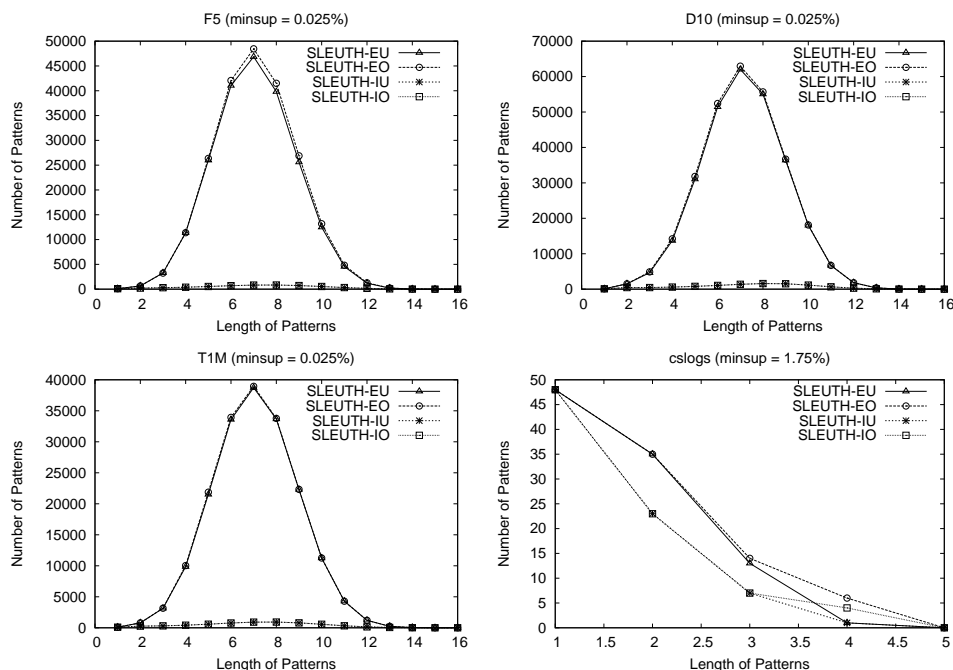 F5 (minsup = 0.025%)
Number of Patterns
50000
45000
40000
35000
30000
25000
20000
15000
10000
5000
0
SLEUTH-EU
SLEUTH-EO
SLEUTH-IU
SLEUTH-IO
0 2 4 6 8 10 12 14 16
Length of Patterns
D10 (minsup = 0.025%)
Number of Patterns
70000
60000
50000
40000
30000
20000
10000
0
SLEUTH-EU
SLEUTH-EO
SLEUTH-IU
SLEUTH-IO
0 2 4 6 8 10 12 14 16
Length of Patterns
T1M (minsup = 0.025%)
Number of Patterns
40000
35000
30000
25000
20000
15000
10000
5000
0
SLEUTH-EU
SLEUTH-EO
SLEUTH-IU
SLEUTH-IO
0 2 4 6 8 10 12 14 16
Length of Patterns
cslogs (minsup = 1.75%)
Number of Patterns
50
45
40
35
30
25
20
15
10
5
0
SLEUTH-EU
SLEUTH-EO
SLEUTH-IU
SLEUTH-IO
1 1.5 2 2.5 3 3.5 4 4.5 5
Length of Patterns